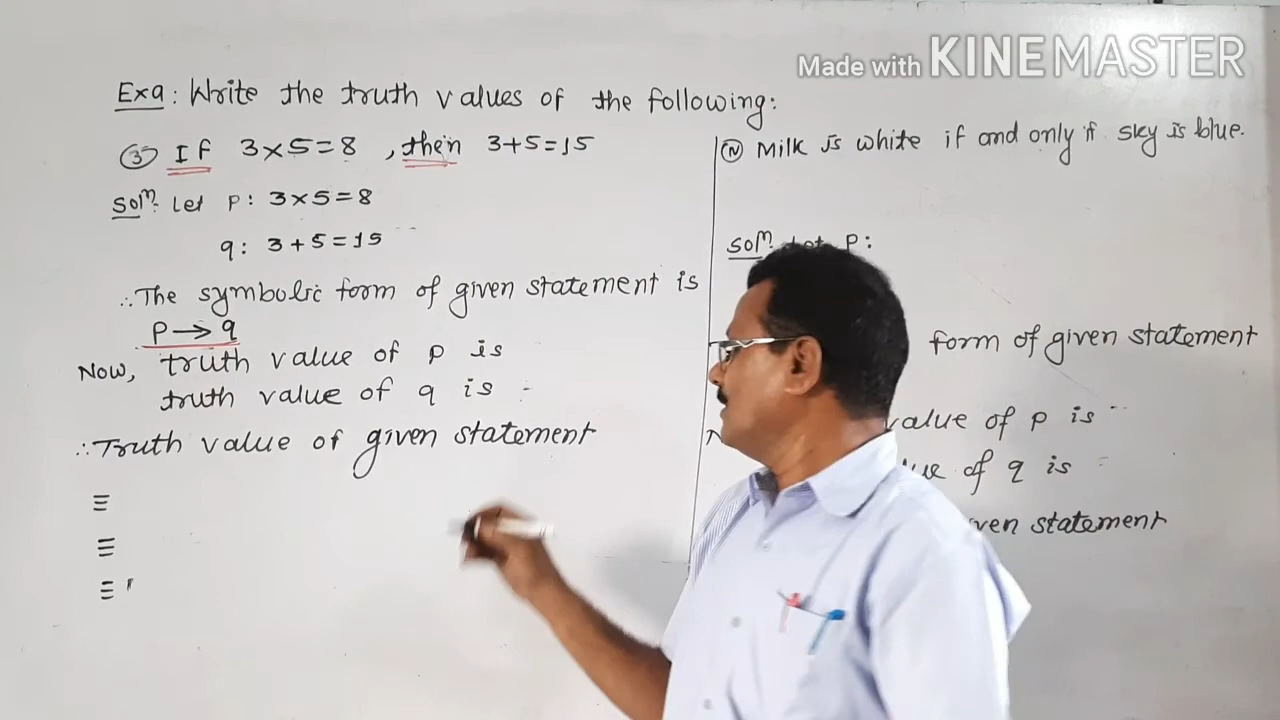 Made with KINEMASTER
Exa: Write the truth values of the following:
③ If 3×5=8, then 3+5=15
Solⁿ: Let p: 3×5=8
q: 3+5=15
∴The symbolic form of given statement is
p→q
Now, truth value of p is
truth value of q is
∴Truth value of given statement
≡
≡
≡
Ⓝ Milk is white if and only if sky is blue.
Solⁿ: Let p:
form of given statement
value of p is
of q is
statement